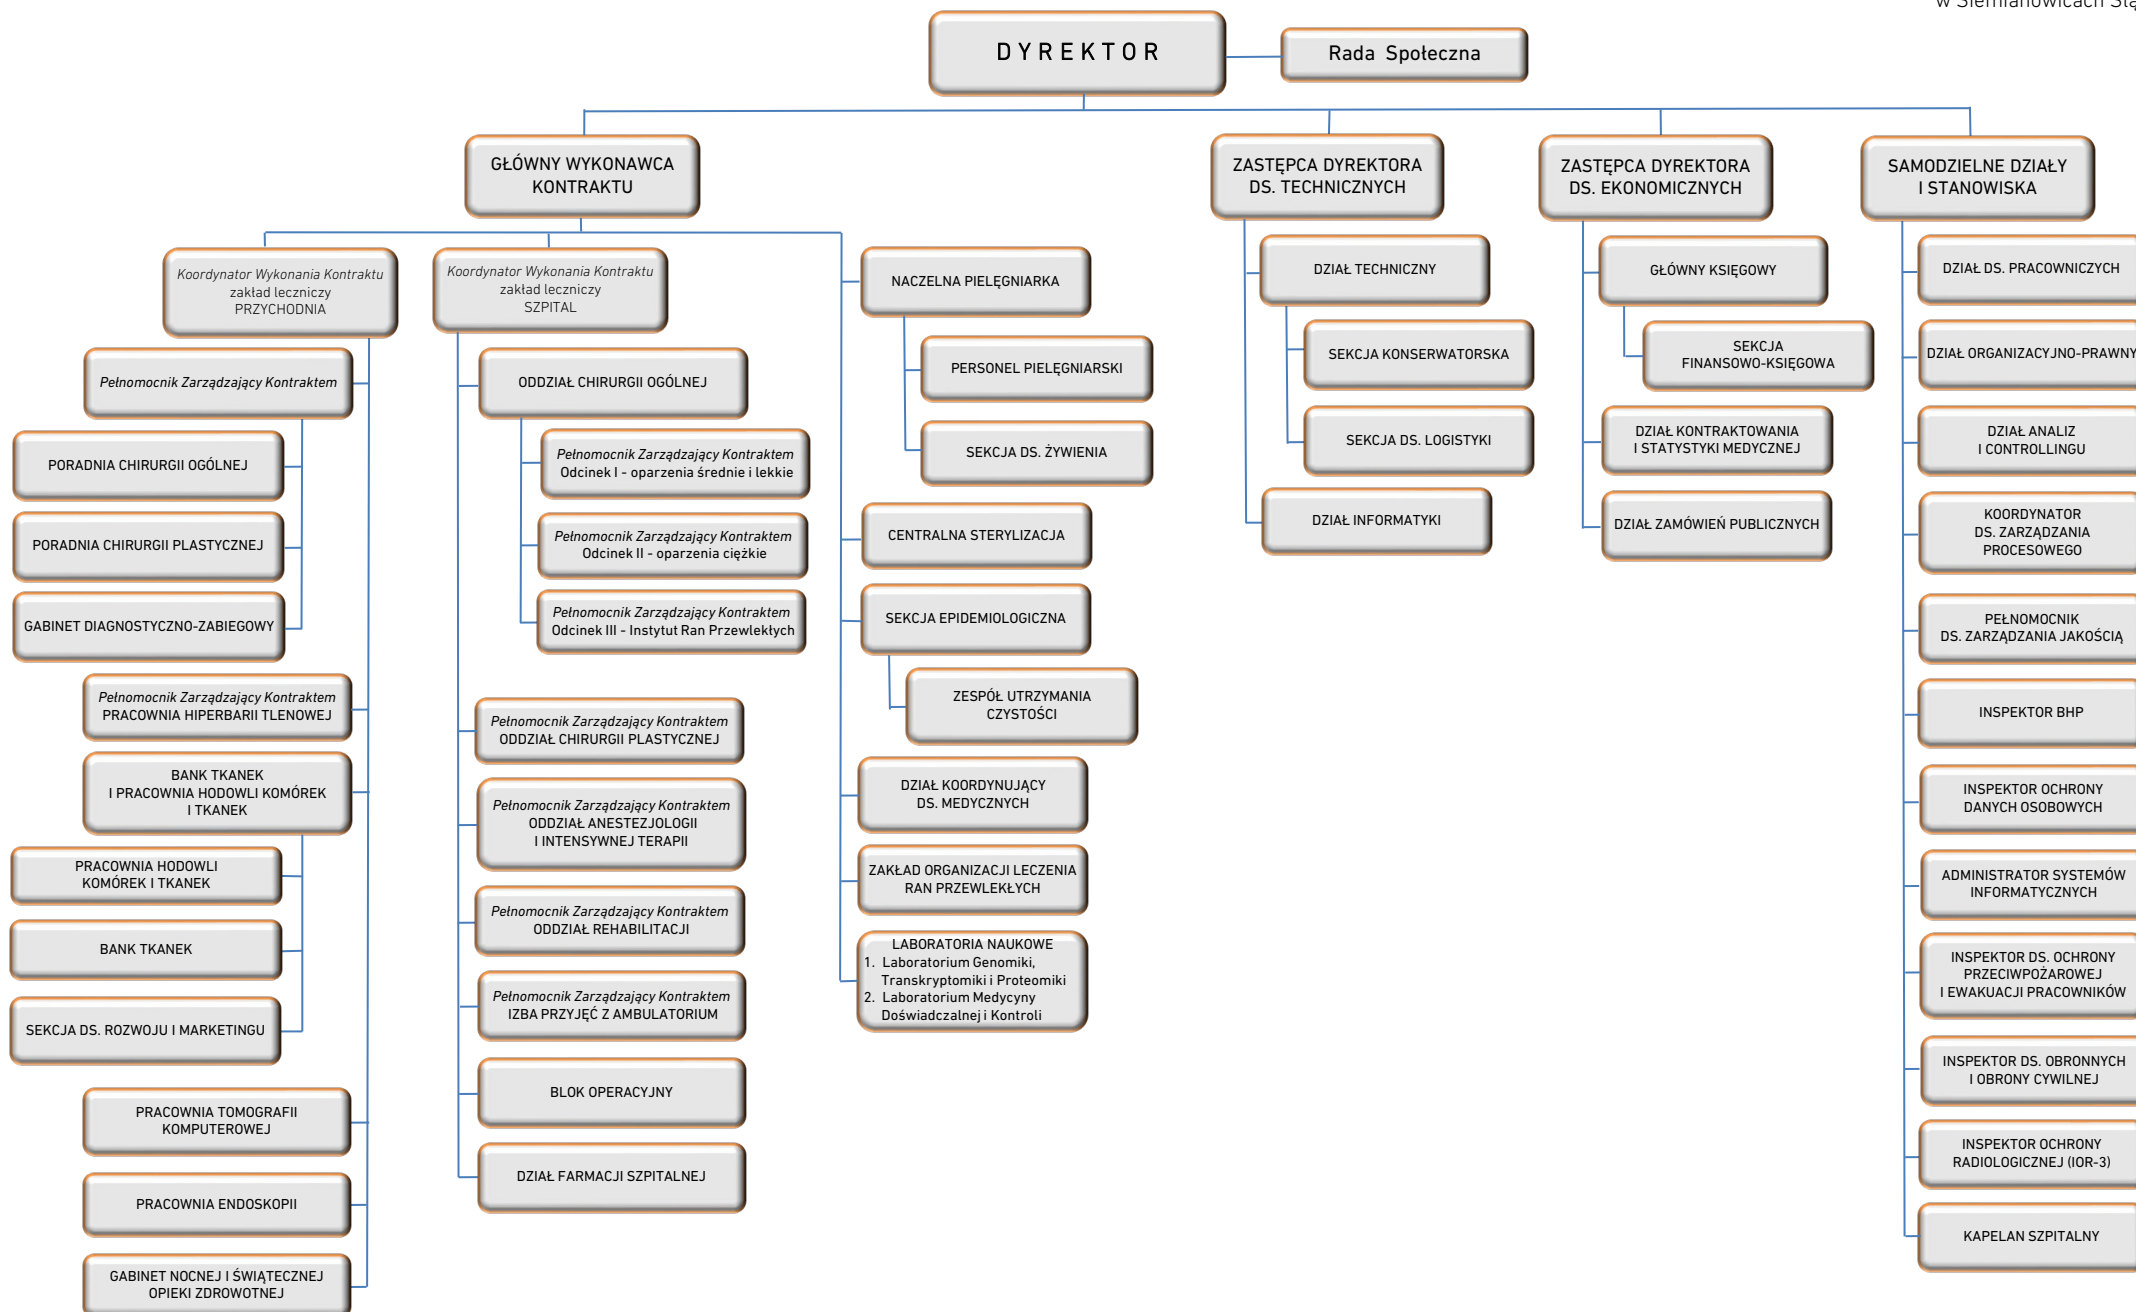 w Siemianowicach Ślą
D Y R E K T O R
Rada Społeczna
GŁÓWNY WYKONAWCA
KONTRAKTU
ZASTĘPCA DYREKTORA
DS. TECHNICZNYCH
ZASTĘPCA DYREKTORA
DS. EKONOMICZNYCH
SAMODZIELNE DZIAŁY
I STANOWISKA
Koordynator Wykonania Kontraktu
zakład leczniczy
PRZYCHODNIA
Pełnomocnik Zarządzający Kontraktem
PORADNIA CHIRURGII OGÓLNEJ
PORADNIA CHIRURGII PLASTYCZNEJ
GABINET DIAGNOSTYCZNO-ZABIEGOWY
Pełnomocnik Zarządzający Kontraktem
PRACOWNIA HIPERBARII TLENOWEJ
BANK TKANEK
I PRACOWNIA HODOWLI KOMÓREK
I TKANEK
PRACOWNIA HODOWLI
KOMÓREK I TKANEK
BANK TKANEK
SEKCJA DS. ROZWOJU I MARKETINGU
PRACOWNIA TOMOGRAFII
KOMPUTEROWEJ
PRACOWNIA ENDOSKOPII
GABINET NOCNEJ I ŚWIĄTECZNEJ
OPIEKI ZDROWOTNEJ
Koordynator Wykonania Kontraktu
zakład leczniczy
SZPITAL
ODDZIAŁ CHIRURGII OGÓLNEJ
Pełnomocnik Zarządzający Kontraktem
Odcinek I - oparzenia średnie i lekkie
Pełnomocnik Zarządzający Kontraktem
Odcinek II - oparzenia ciężkie
Pełnomocnik Zarządzający Kontraktem
Odcinek III - Instytut Ran Przewlekłych
Pełnomocnik Zarządzający Kontraktem
ODDZIAŁ CHIRURGII PLASTYCZNEJ
Pełnomocnik Zarządzający Kontraktem
ODDZIAŁ ANESTEZJOLOGII
I INTENSYWNEJ TERAPII
Pełnomocnik Zarządzający Kontraktem
ODDZIAŁ REHABILITACJI
Pełnomocnik Zarządzający Kontraktem
IZBA PRZYJĘĆ Z AMBULATORIUM
BLOK OPERACYJNY
DZIAŁ FARMACJI SZPITALNEJ
NACZELNA PIELĘGNIARKA
PERSONEL PIELĘGNIARSKI
SEKCJA DS. ŻYWIENIA
CENTRALNA STERYLIZACJA
SEKCJA EPIDEMIOLOGICZNA
ZESPÓŁ UTRZYMANIA
CZYSTOŚCI
DZIAŁ KOORDYNUJĄCY
DS. MEDYCZNYCH
ZAKŁAD ORGANIZACJI LECZENIA
RAN PRZEWLEKŁYCH
LABORATORIA NAUKOWE
1. Laboratorium Genomiki,
Transkryptomiki i Proteomiki
2. Laboratorium Medycyny
Doświadczalnej i Kontroli
DZIAŁ TECHNICZNY
SEKCJA KONSERWATORSKA
SEKCJA DS. LOGISTYKI
DZIAŁ INFORMATYKI
GŁÓWNY KSIĘGOWY
SEKCJA
FINANSOWO-KSIĘGOWA
DZIAŁ KONTRAKTOWANIA
I STATYSTYKI MEDYCZNEJ
DZIAŁ ZAMÓWIEŃ PUBLICZNYCH
DZIAŁ DS. PRACOWNICZYCH
DZIAŁ ORGANIZACYJNO-PRAWNY
DZIAŁ ANALIZ
I CONTROLLINGU
KOORDYNATOR
DS. ZARZĄDZANIA
PROCESOWEGO
PEŁNOMOCNIK
DS. ZARZĄDZANIA JAKOŚCIĄ
INSPEKTOR BHP
INSPEKTOR OCHRONY
DANYCH OSOBOWYCH
ADMINISTRATOR SYSTEMÓW
INFORMATYCZNYCH
INSPEKTOR DS. OCHRONY
PRZECIWPOŻAROWEJ
I EWAKUACJI PRACOWNIKÓW
INSPEKTOR DS. OBRONNYCH
I OBRONY CYWILNEJ
INSPEKTOR OCHRONY
RADIOLOGICZNEJ (IOR-3)
KAPELAN SZPITALNY